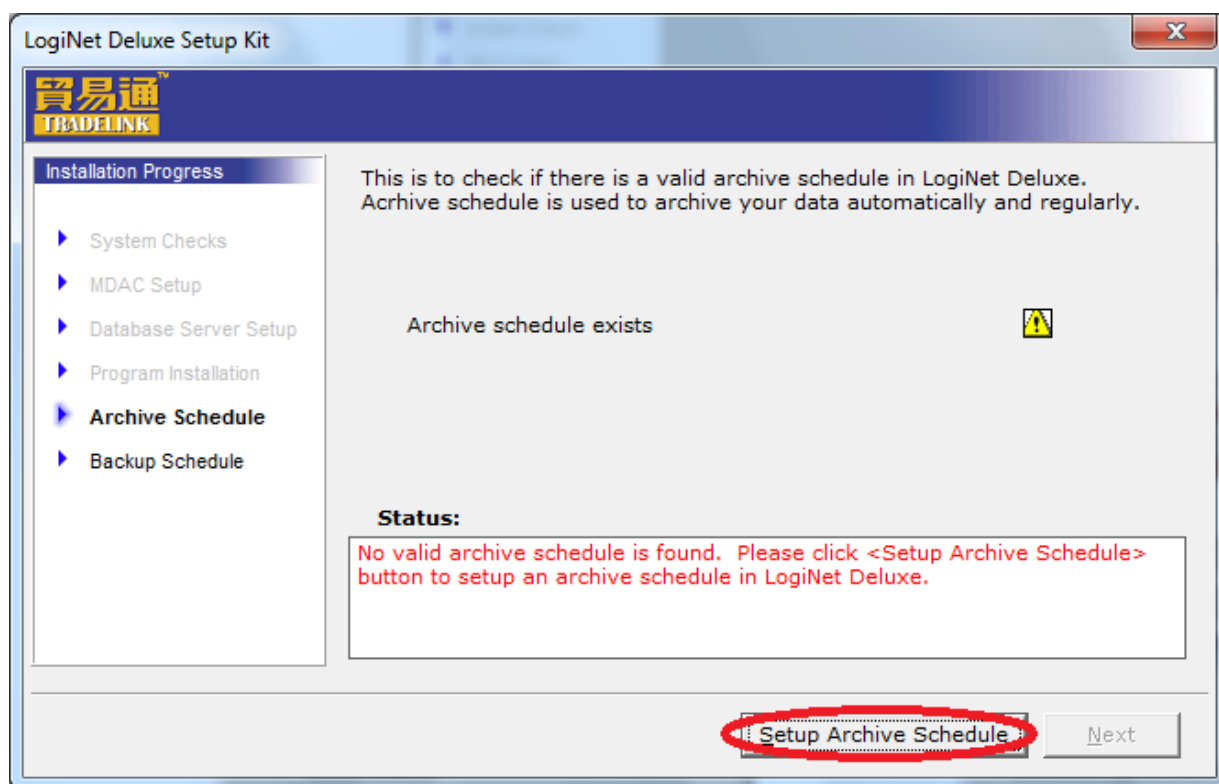 LogiNet Deluxe Setup Kit
貿易通™
TRADELINK
Installation Progress
System Checks
MDAC Setup
Database Server Setup
Program Installation
Archive Schedule
Backup Schedule
This is to check if there is a valid archive schedule in LogiNet Deluxe.
Acrhive schedule is used to archive your data automatically and regularly.
Archive schedule exists
Status:
No valid archive schedule is found.  Please click <Setup Archive Schedule>
button to setup an archive schedule in LogiNet Deluxe.
Setup Archive Schedule
Next